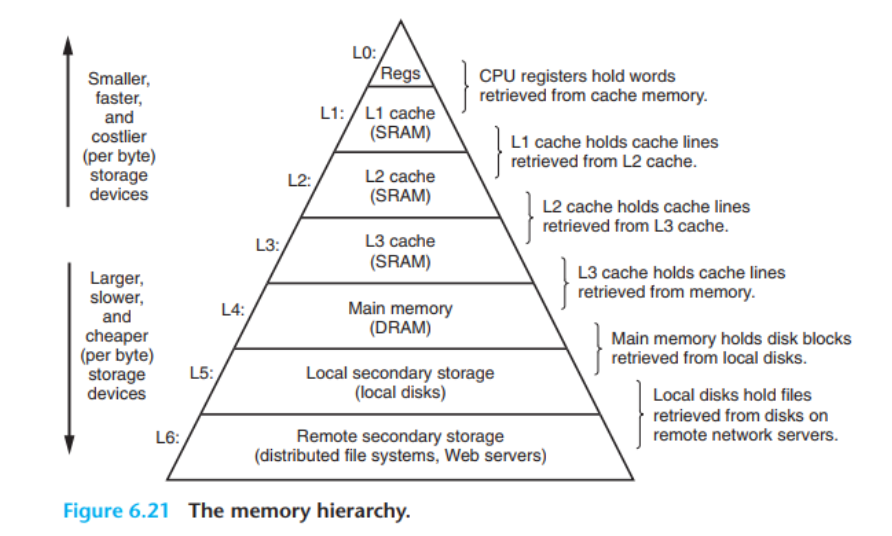 Smaller,
faster,
and
costlier
(per byte)
storage
devices
Larger,
slower,
and
cheaper
(per byte)
storage
devices
L0:
Regs
CPU registers hold words
retrieved from cache memory.
L1:
L1 cache
(SRAM)
L1 cache holds cache lines
retrieved from L2 cache.
L2:
L2 cache
(SRAM)
L2 cache holds cache lines
retrieved from L3 cache.
L3:
L3 cache
(SRAM)
L3 cache holds cache lines
retrieved from memory.
L4:
Main memory
(DRAM)
Main memory holds disk blocks
retrieved from local disks.
L5:
Local secondary storage
(local disks)
Local disks hold files
retrieved from disks on
remote network servers.
L6:
Remote secondary storage
(distributed file systems, Web servers)
Figure 6.21 The memory hierarchy.